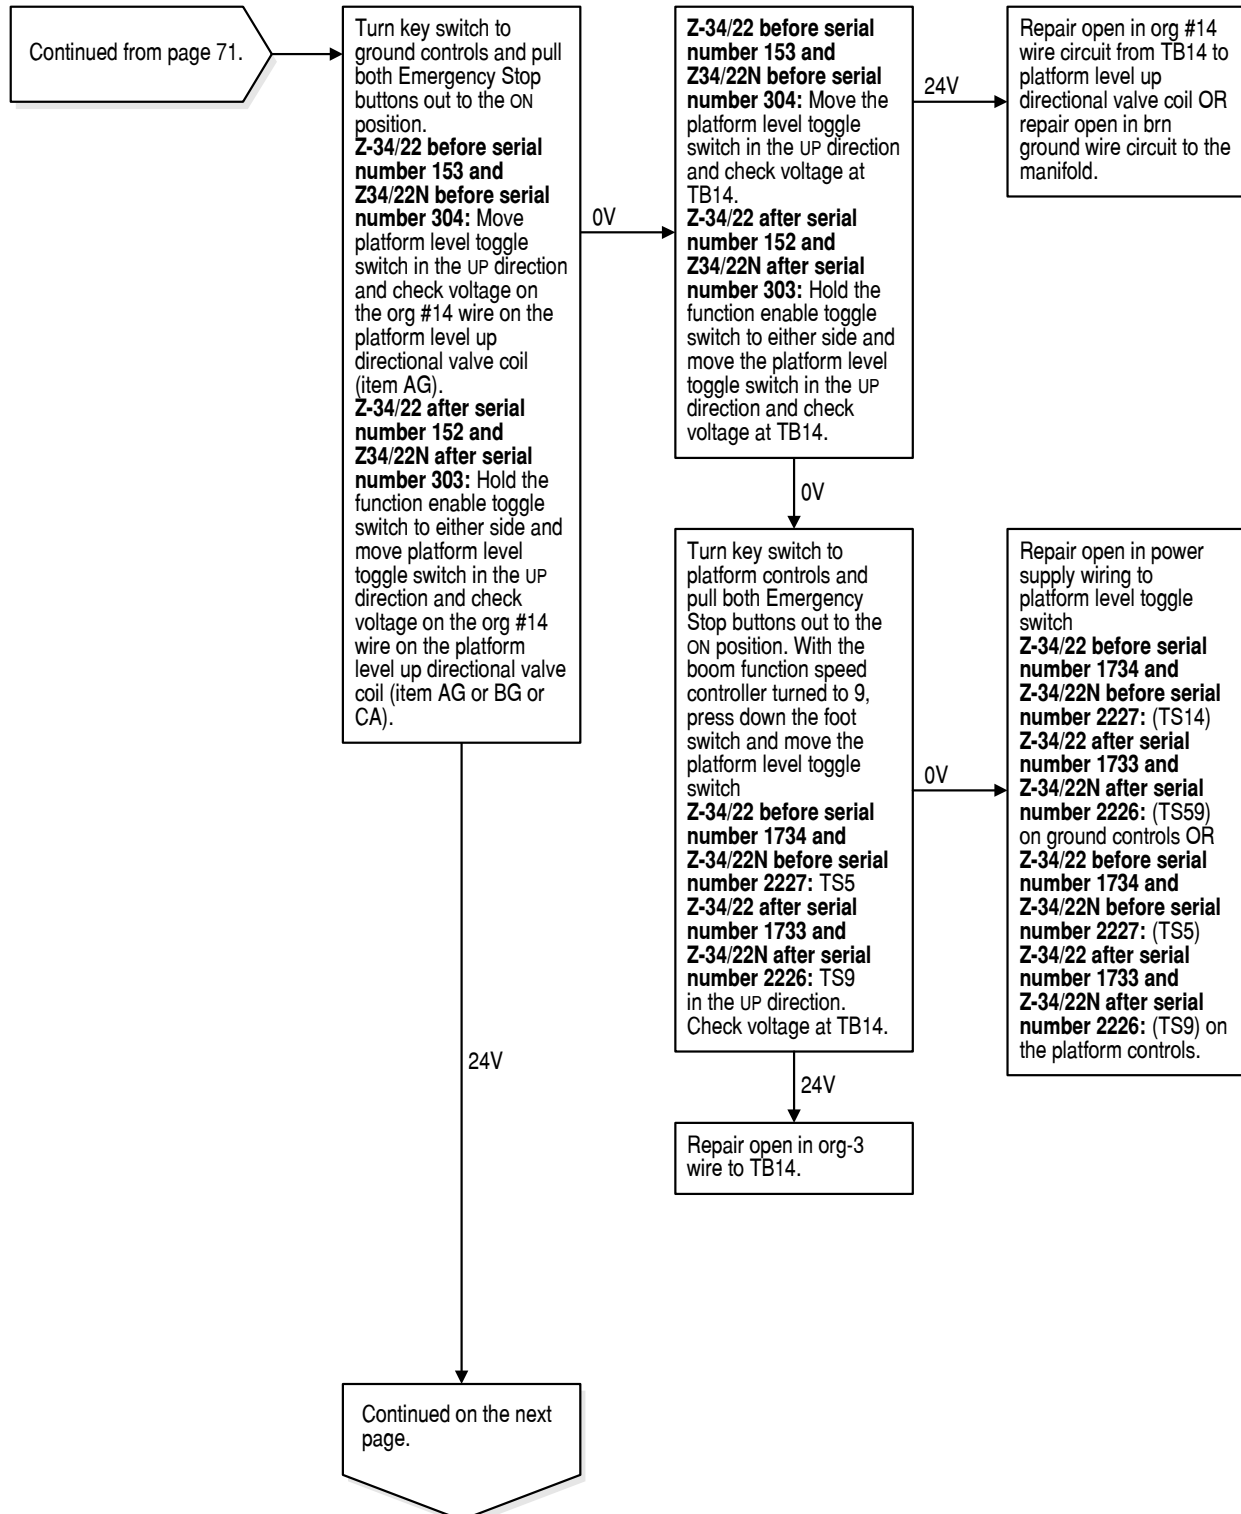 Continued from page 71.
Turn key switch to
ground controls and pull
both Emergency Stop
buttons out to the ON
position.
Z-34/22 before serial
number 153 and
Z34/22N before serial
number 304: Move
platform level toggle
switch in the UP direction
and check voltage on
the org #14 wire on the
platform level up
directional valve coil
(item AG).
Z-34/22 after serial
number 152 and
Z34/22N after serial
number 303: Hold the
function enable toggle
switch to either side and
move platform level
toggle switch in the UP
direction and check
voltage on the org #14
wire on the platform
level up directional valve
coil (item AG or BG or
CA).
0V
Z-34/22 before serial
number 153 and
Z34/22N before serial
number 304: Move the
platform level toggle
switch in the UP direction
and check voltage at
TB14.
Z-34/22 after serial
number 152 and
Z34/22N after serial
number 303: Hold the
function enable toggle
switch to either side and
move the platform level
toggle switch in the UP
direction and check
voltage at TB14.
24V
Repair open in org #14
wire circuit from TB14 to
platform level up
directional valve coil OR
repair open in brn
ground wire circuit to the
manifold.
0V
Turn key switch to
platform controls and
pull both Emergency
Stop buttons out to the
ON position. With the
boom function speed
controller turned to 9,
press down the foot
switch and move the
platform level toggle
switch
Z-34/22 before serial
number 1734 and
Z-34/22N before serial
number 2227: TS5
Z-34/22 after serial
number 1733 and
Z-34/22N after serial
number 2226: TS9
in the UP direction.
Check voltage at TB14.
0V
Repair open in power
supply wiring to
platform level toggle
switch
Z-34/22 before serial
number 1734 and
Z-34/22N before serial
number 2227: (TS14)
Z-34/22 after serial
number 1733 and
Z-34/22N after serial
number 2226: (TS59)
on ground controls OR
Z-34/22 before serial
number 1734 and
Z-34/22N before serial
number 2227: (TS5)
Z-34/22 after serial
number 1733 and
Z-34/22N after serial
number 2226: (TS9) on
the platform controls.
24V
Repair open in org-3
wire to TB14.
24V
Continued on the next
page.